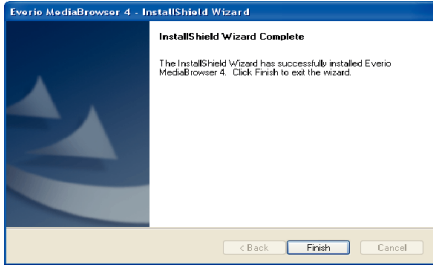 Everio MediaBrowser 4 - InstallShield Wizard
InstallShield Wizard Complete
The InstallShield Wizard has successfully installed Everio
MediaBrowser 4. Click Finish to exit the wizard.
< Back
Finish
Cancel